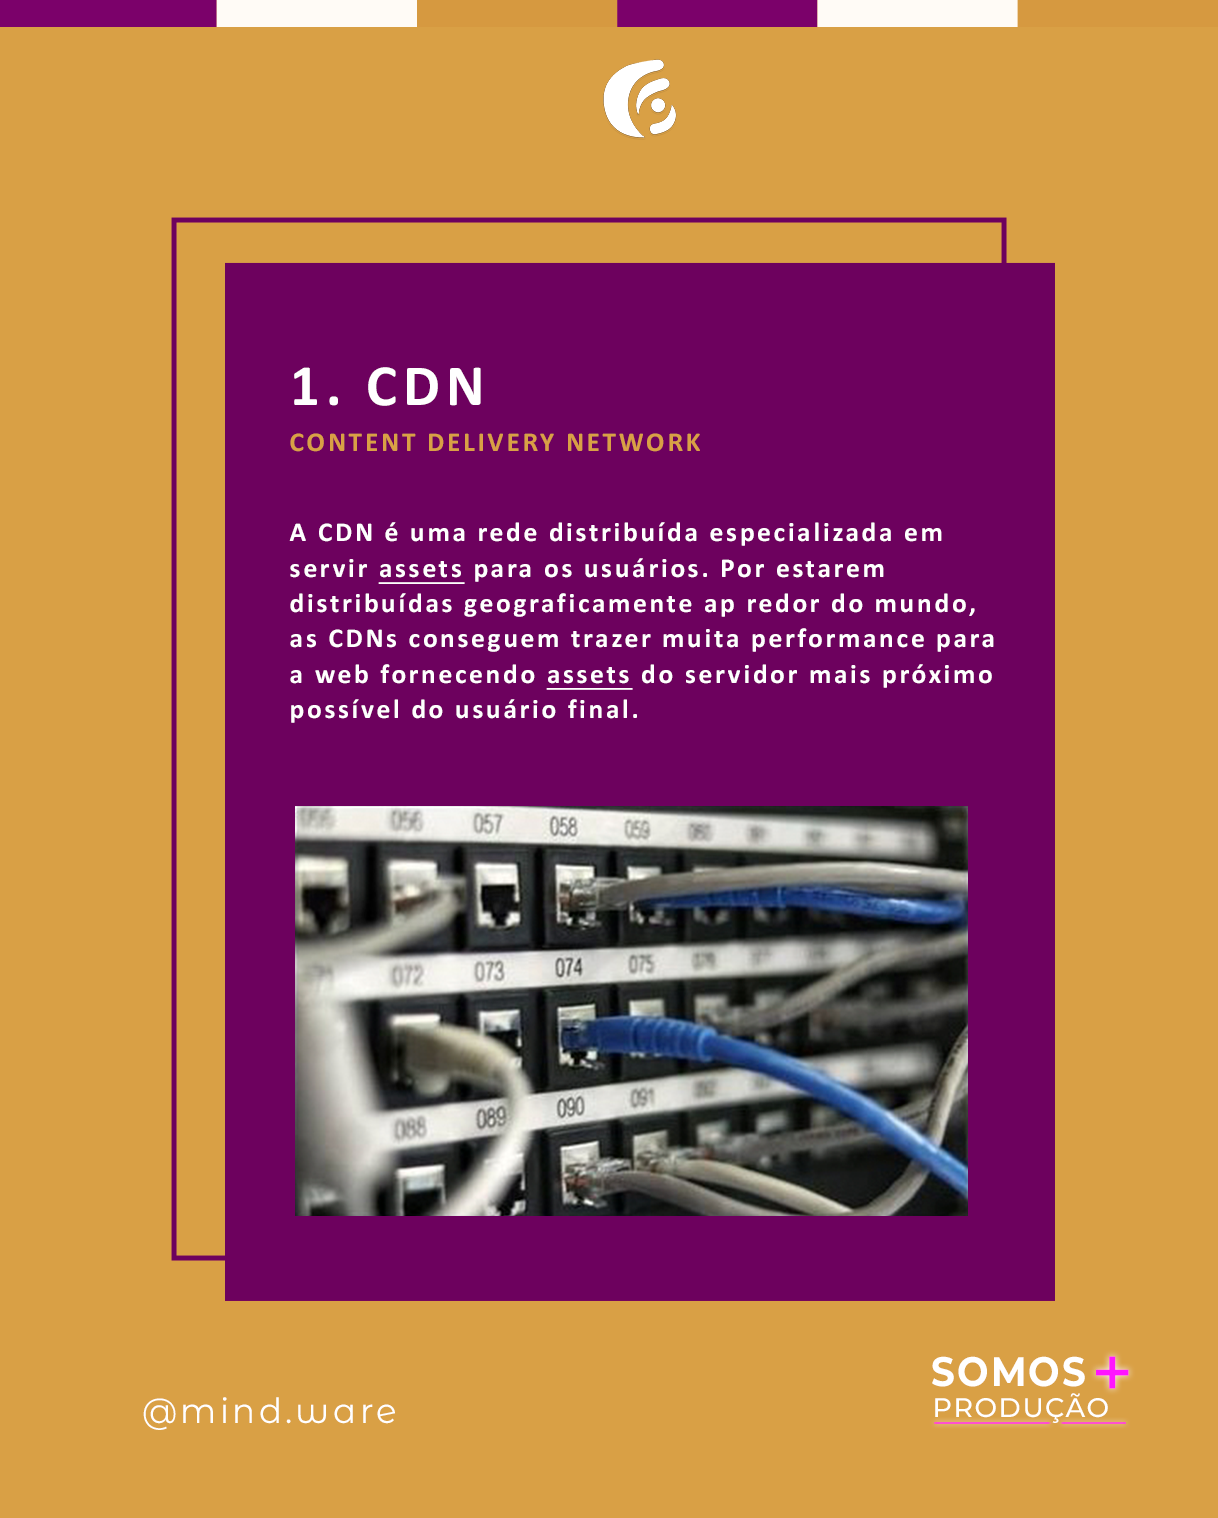 1. CDN
CONTENT DELIVERY NETWORK
A CDN é uma rede distribuída especializada em
servir assets para os usuários. Por estarem
distribuídas geograficamente ap redor do mundo,
as CDNs conseguem trazer muita performance para
a web fornecendo assets do servidor mais próximo
possível do usuário final.
056 057 058 059
072 073 074 075
088 089 090 091
SOMOS+
PRODUÇÃO
@mind.ware